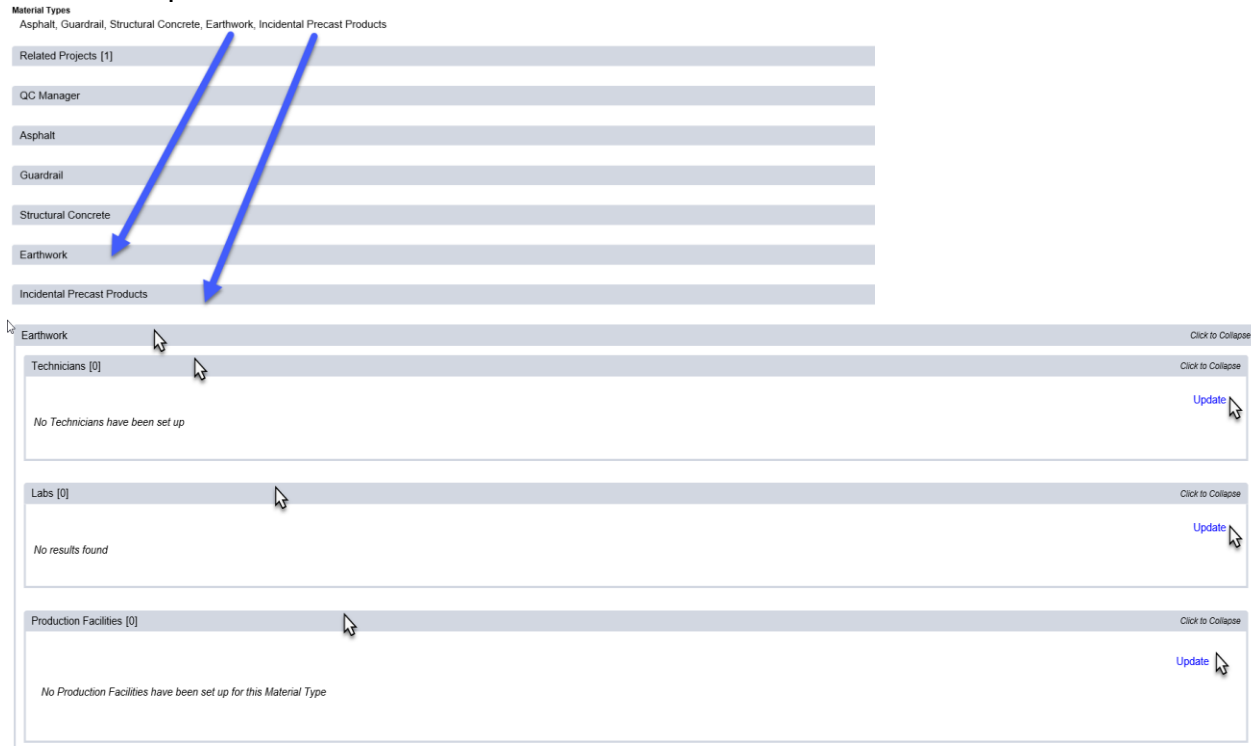 Material Types
Asphalt, Guardrail, Structural Concrete, Earthwork, Incidental Precast Products
Related Projects [1]
QC Manager
Asphalt
Guardrail
Structural Concrete
Earthwork
Incidental Precast Products
Earthwork Click to Collapse
Technicians [0] Click to Collapse
Update
No Technicians have been set up
Labs [0] Click to Collapse
Update
No results found
Production Facilities [0] Click to Collapse
Update
No Production Facilities have been set up for this Material Type